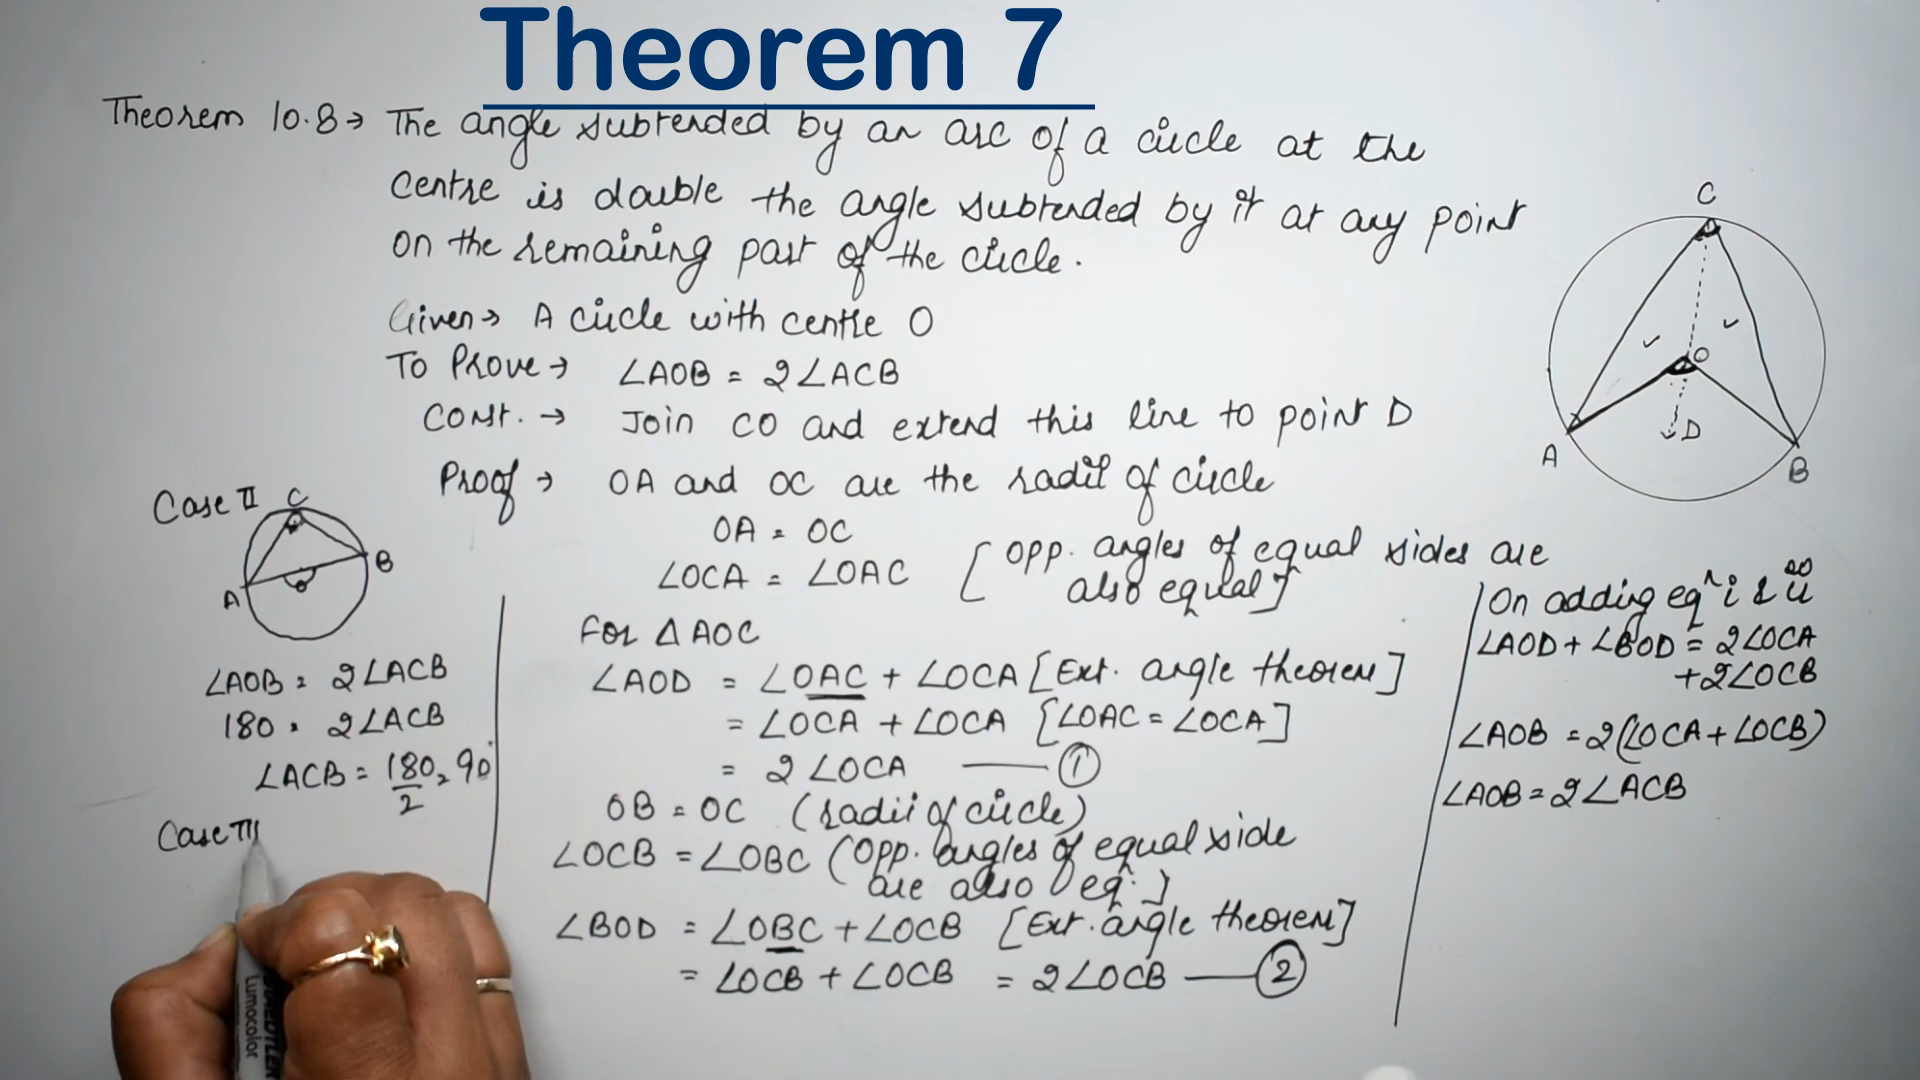 Theorem 7
Theorem 10.8→ The angle subtended by an arc of a circle at the
centre is double the angle subtended by it at any point
on the remaining part of the circle.
Given→ A circle with centre O
To Prove→ ∠AOB = 2∠ACB
Const. → Join CO and extend this line to point D
Proof → OA and OC are the radii of circle
OA = OC
∠OCA = ∠OAC [Opp. angles of equal sides are
also equal]
For △AOC
∠AOD = ∠OAC + ∠OCA [Ext. angle theorem]
= ∠OCA + ∠OCA [∠OAC = ∠OCA]
= 2∠OCA —— ①
OB = OC (radii of circle)
∠OCB = ∠OBC (Opp. angles of equal side
are also eq.]
∠BOD = ∠OBC + ∠OCB [Ext. angle theorem]
= ∠OCB + ∠OCB = 2∠OCB —— ②
C
O
D
A
B
Case II
C
B
A
O
∠AOB = 2∠ACB
180 = 2∠ACB
∠ACB = 180/2 = 90°
Case III
On adding eqⁿ i & ii
∠AOD + ∠BOD = 2∠OCA
+2∠OCB
∠AOB = 2(∠OCA + ∠OCB)
∠AOB = 2∠ACB
STAEDTLER
Lumocolor